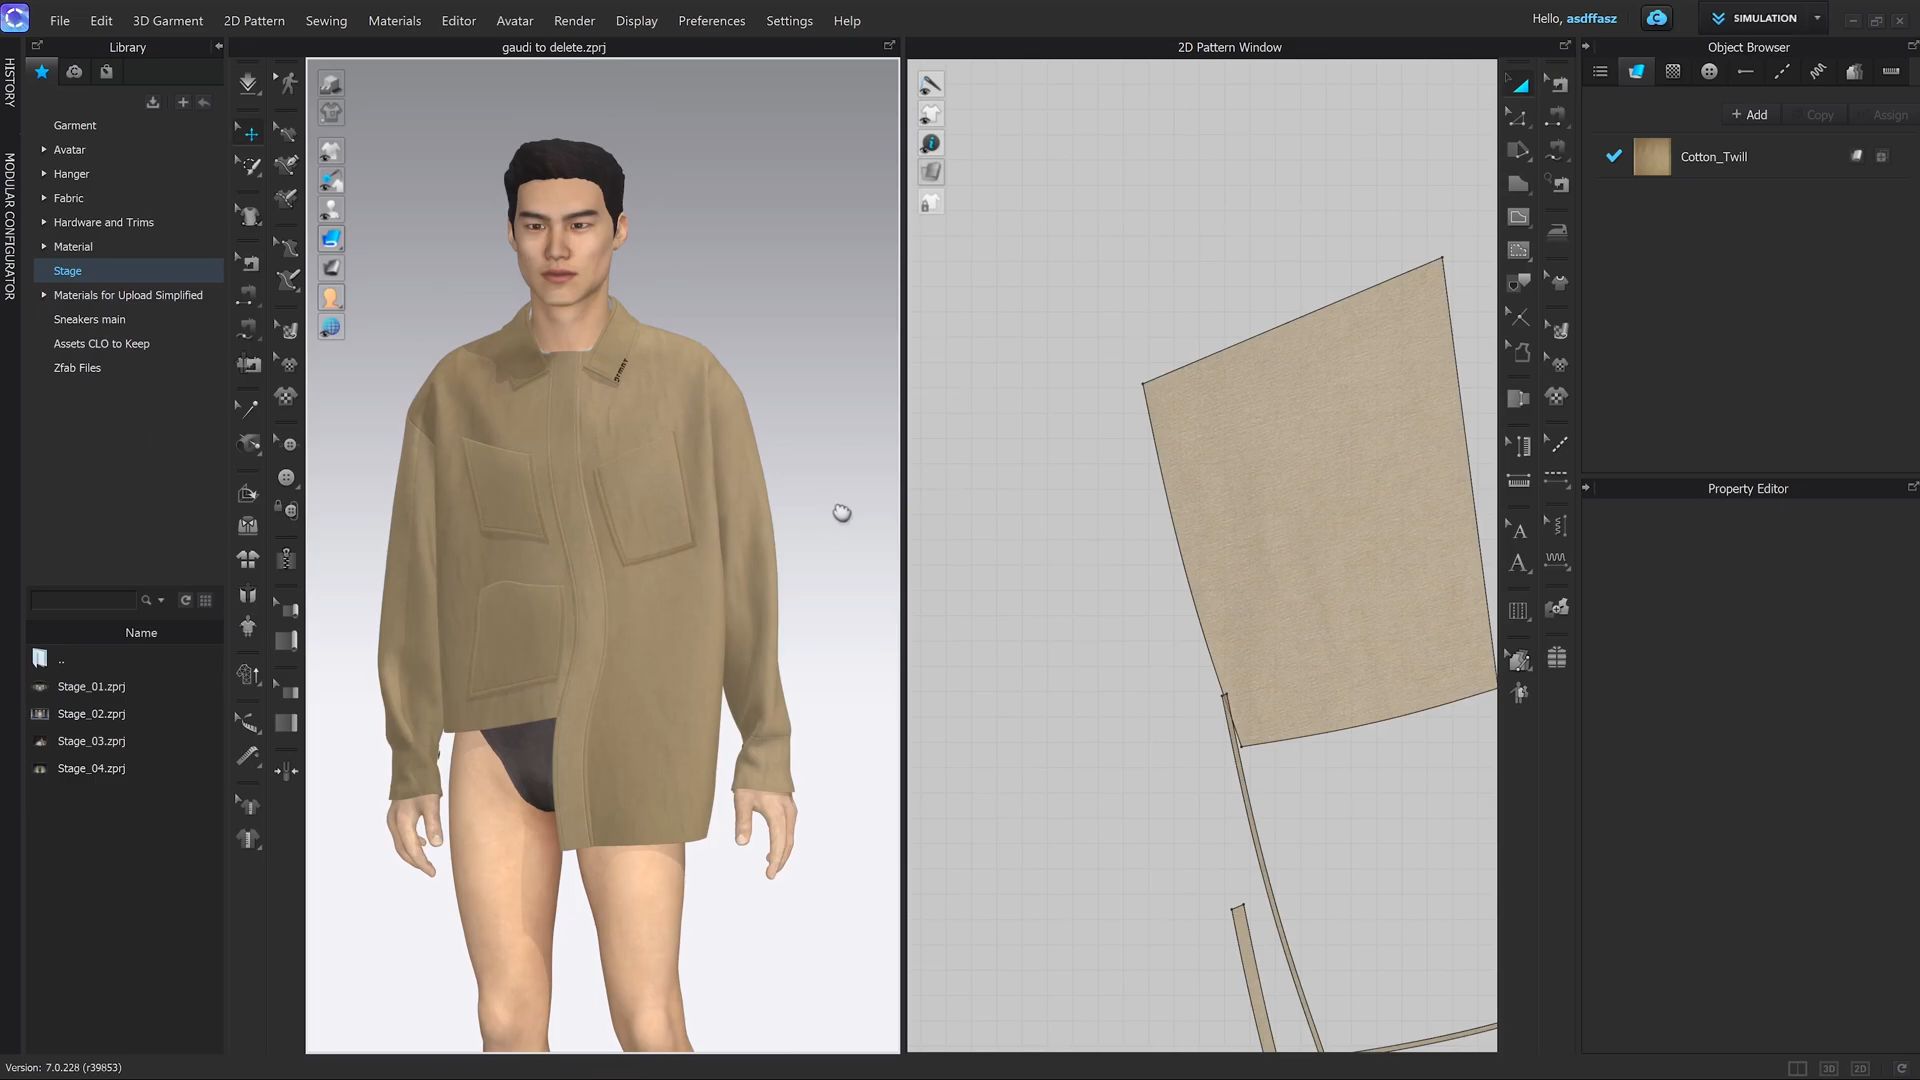 File
Edit
3D Garment
2D Pattern
Sewing
Materials
Editor
Avatar
Render
Display
Preferences
Settings
Help
Hello, asdffasz
SIMULATION
Library
gaudi to delete.zprj
2D Pattern Window
Object Browser
HISTORY
MODULAR CONFIGURATOR
Garment
Avatar
Hanger
Fabric
Hardware and Trims
Material
Stage
Materials for Upload Simplified
Sneakers main
Assets CLO to Keep
Zfab Files
+ Add
Copy
Assign
Cotton_Twill
Property Editor
Name
..
Stage_01.zprj
Stage_02.zprj
Stage_03.zprj
Stage_04.zprj
Version: 7.0.228 (r39853)
3D
2D